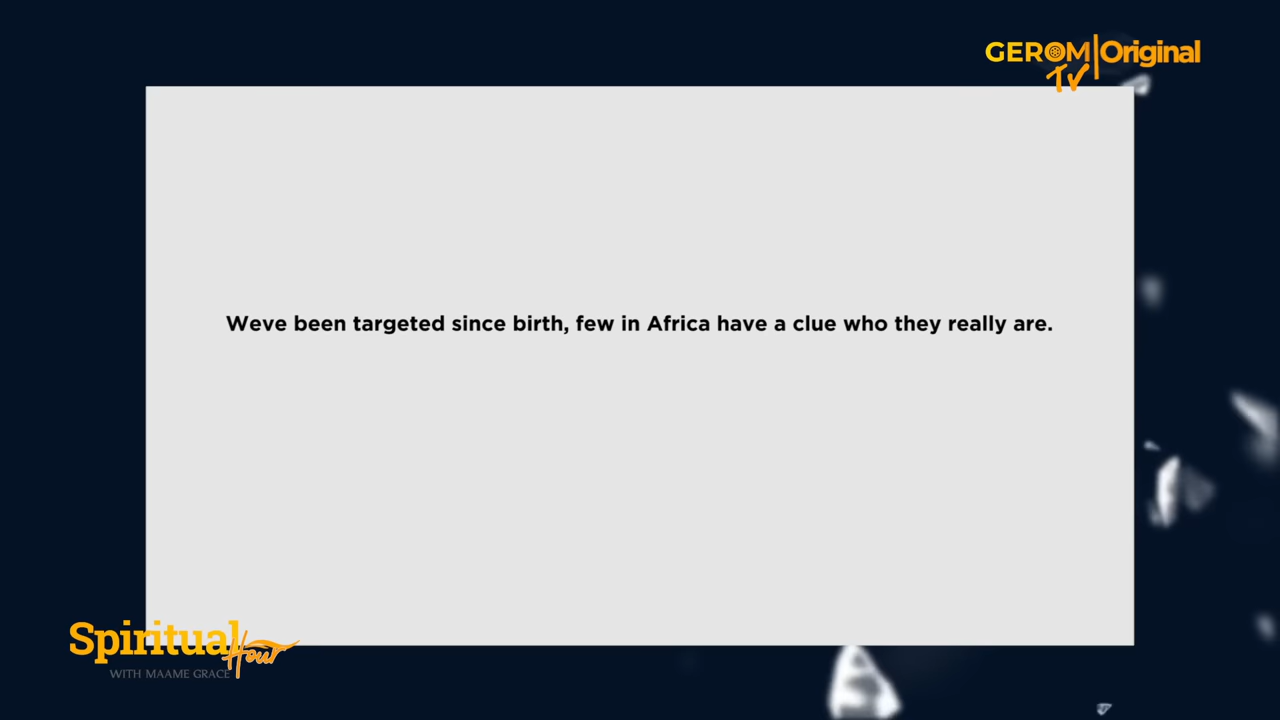 GEROM TV | Original
Weve been targeted since birth, few in Africa have a clue who they really are.
Spiritual Hour
WITH MAAME GRACE